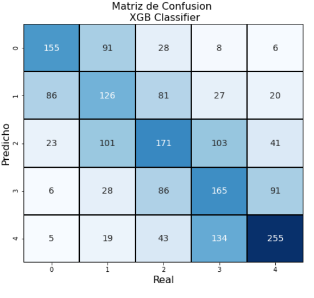 Matriz de Confusion
XGB Classifier
0 155 91 28 8 6
1 86 126 81 27 20
2 23 101 171 103 41
3 6 28 86 165 91
4 5 19 43 134 255
0 1 2 3 4
Predicho
Real